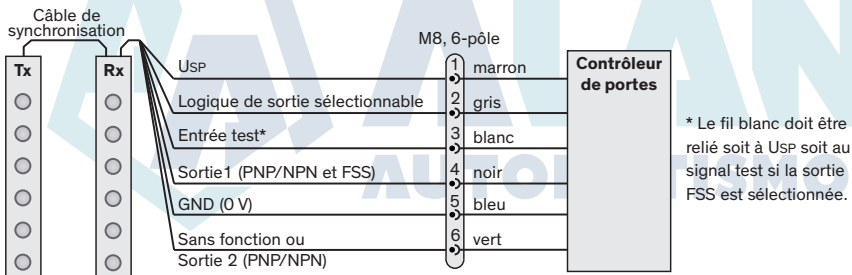 Câble de
synchronisation
Tx
Rx
M8, 6-pôle
USP
1
marron
Logique de sortie sélectionnable
2
gris
Entrée test*
3
blanc
Sortie1 (PNP/NPN et FSS)
4
noir
GND (0 V)
5
bleu
Sans fonction ou
Sortie 2 (PNP/NPN)
6
vert
Contrôleur
de portes
* Le fil blanc doit être
relié soit à USP soit au
signal test si la sortie
FSS est sélectionnée.